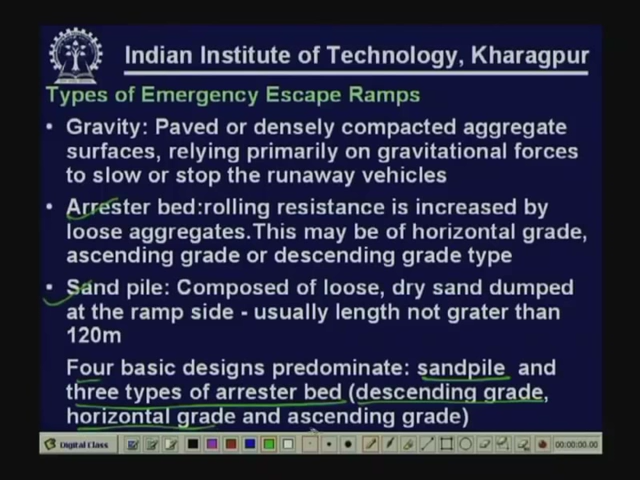 Indian Institute of Technology, Kharagpur
Types of Emergency Escape Ramps
• Gravity: Paved or densely compacted aggregate
surfaces, relying primarily on gravitational forces
to slow or stop the runaway vehicles
• Arrester bed:rolling resistance is increased by
loose aggregates.This may be of horizontal grade,
ascending grade or descending grade type
• Sand pile: Composed of loose, dry sand dumped
at the ramp side - usually length not grater than
120m
Four basic designs predominate: sandpile and
three types of arrester bed (descending grade,
horizontal grade and ascending grade)
Digital Class 00:00:00.00